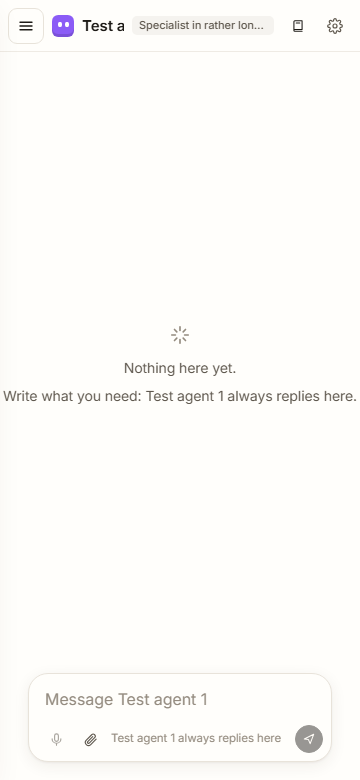 Test a
Specialist in rather lon...
Nothing here yet.
Write what you need: Test agent 1 always replies here.
Message Test agent 1
Test agent 1 always replies here